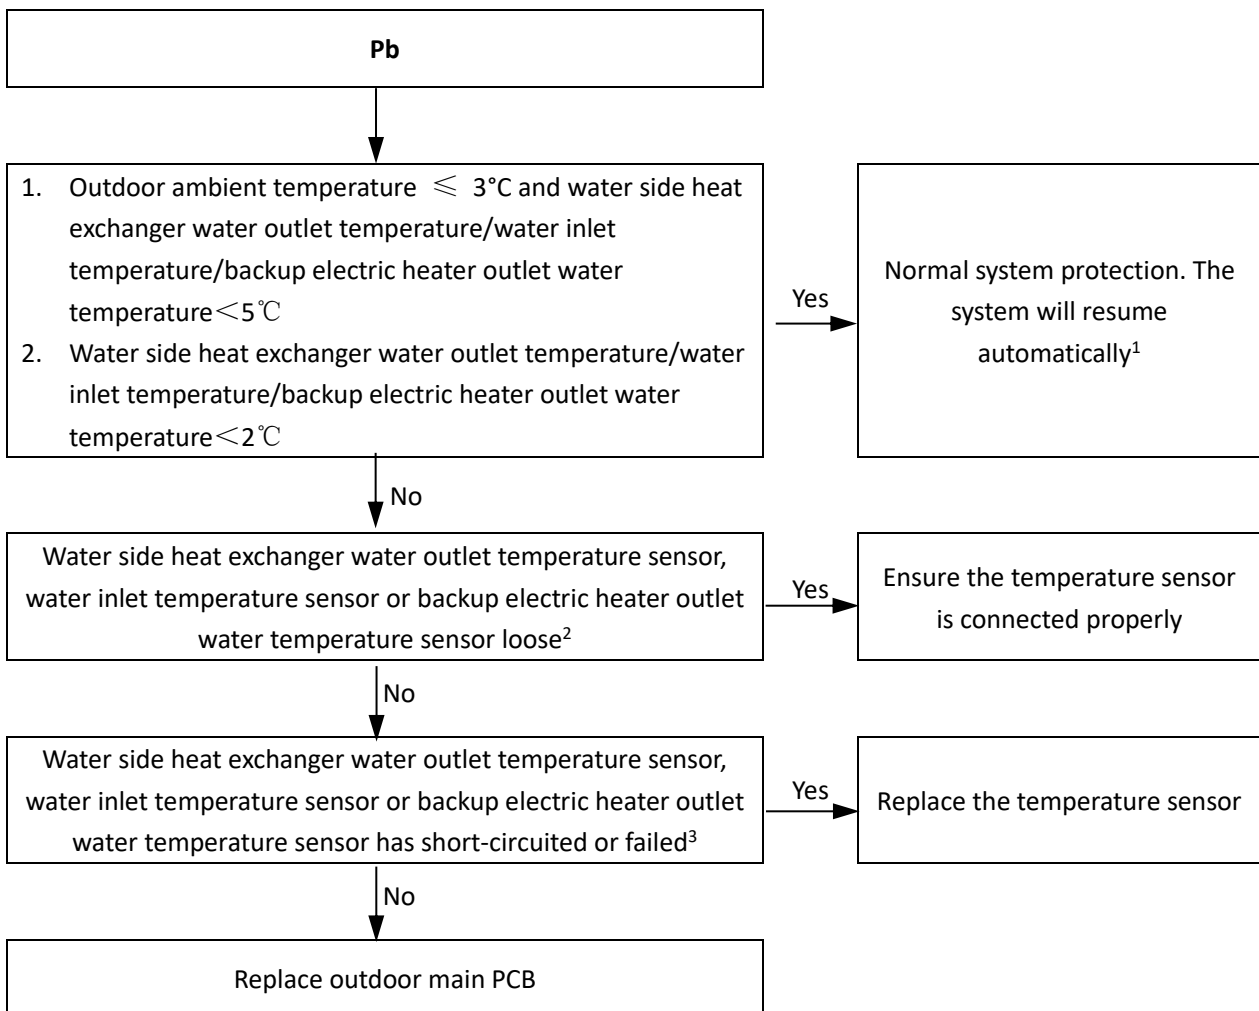 Pb
1. Outdoor ambient temperature ≤ 3°C and water side heat
exchanger water outlet temperature/water inlet
temperature/backup electric heater outlet water
temperature＜5℃
2. Water side heat exchanger water outlet temperature/water
inlet temperature/backup electric heater outlet water
temperature＜2℃
Yes
Normal system protection. The
system will resume
automatically¹
No
Water side heat exchanger water outlet temperature sensor,
water inlet temperature sensor or backup electric heater outlet
water temperature sensor loose²
Yes
Ensure the temperature sensor
is connected properly
No
Water side heat exchanger water outlet temperature sensor,
water inlet temperature sensor or backup electric heater outlet
water temperature sensor has short-circuited or failed³
Yes
Replace the temperature sensor
No
Replace outdoor main PCB